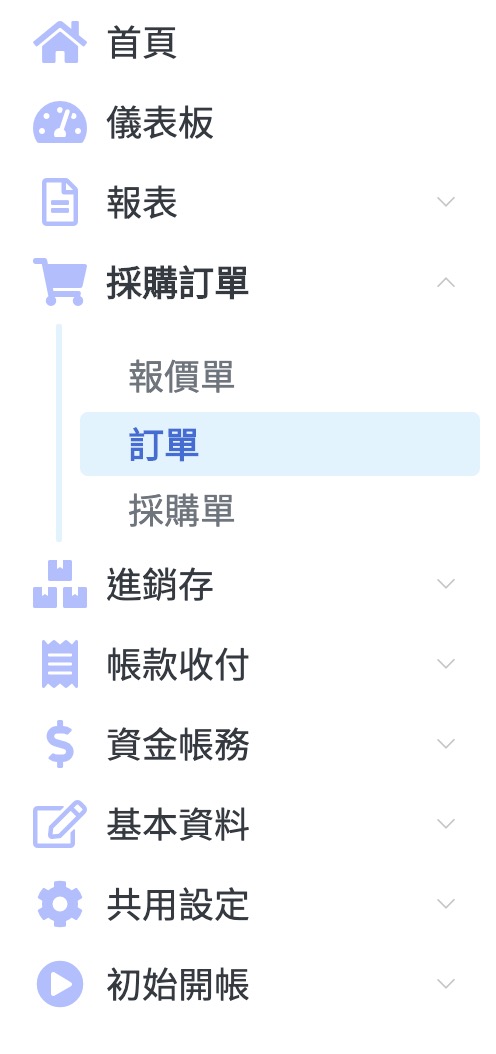 首頁
儀表板
報表
採購訂單
報價單
訂單
採購單
進銷存
帳款收付
資金帳務
基本資料
共用設定
初始開帳